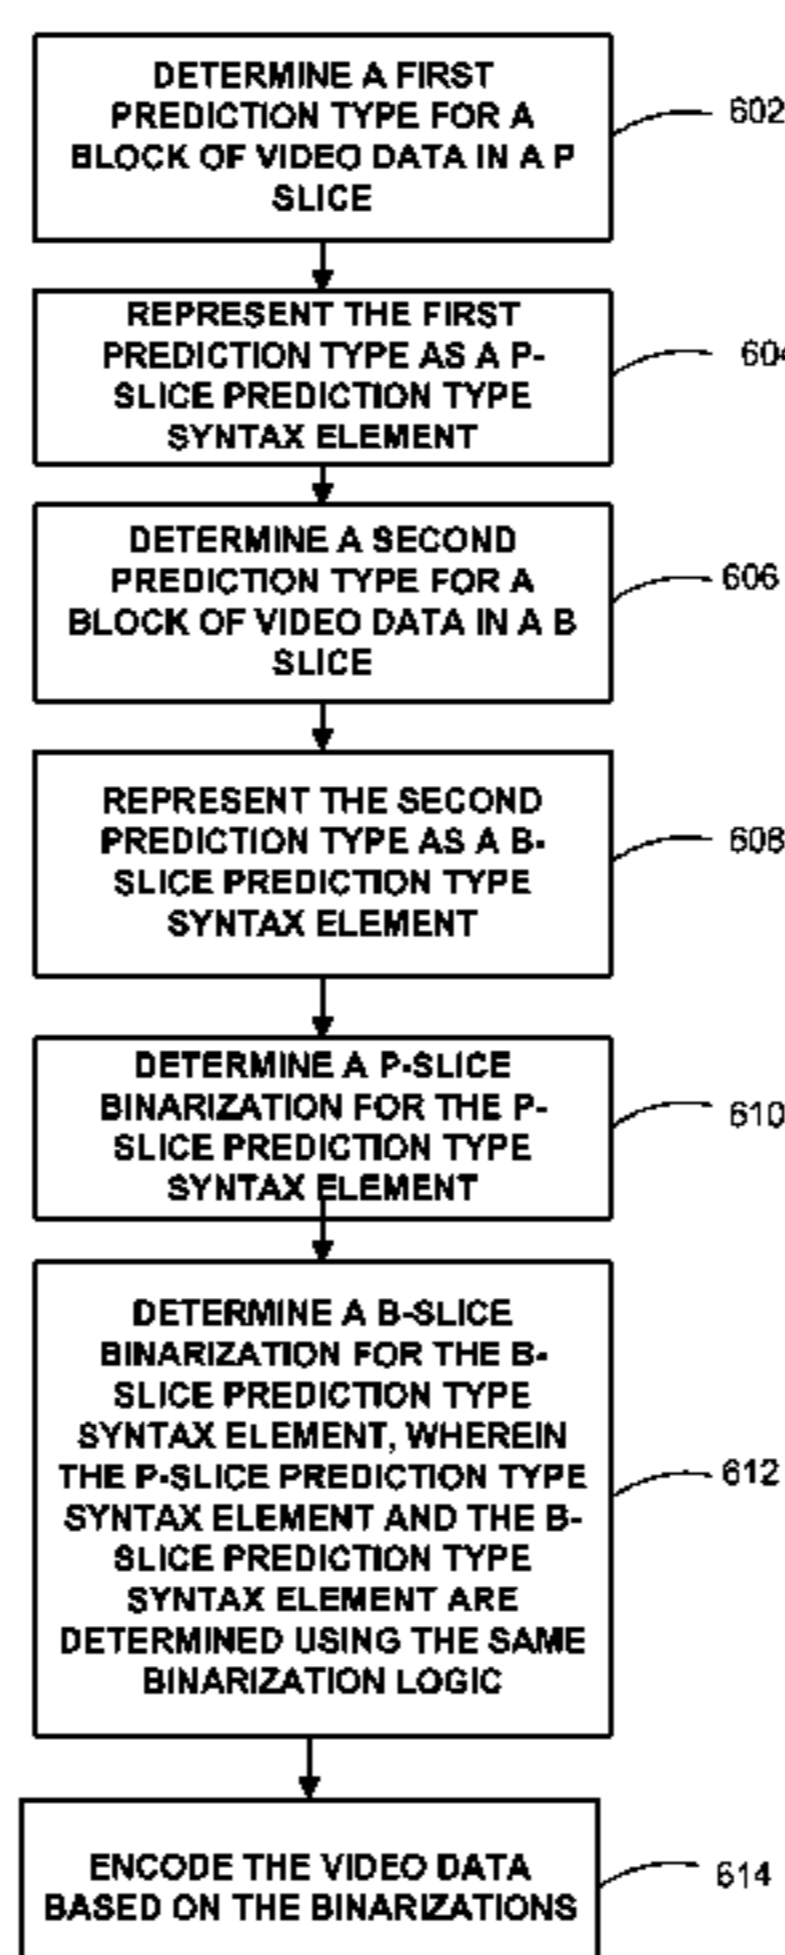 DETERMINE A FIRST
PREDICTION TYPE FOR A
BLOCK OF VIDEO DATA IN A P
SLICE
602
REPRESENT THE FIRST
PREDICTION TYPE AS A P-
SLICE PREDICTION TYPE
SYNTAX ELEMENT
604
DETERMINE A SECOND
PREDICTION TYPE FOR A
BLOCK OF VIDEO DATA IN A B
SLICE
606
REPRESENT THE SECOND
PREDICTION TYPE AS A B-
SLICE PREDICTION TYPE
SYNTAX ELEMENT
608
DETERMINE A P-SLICE
BINARIZATION FOR THE P-
SLICE PREDICTION TYPE
SYNTAX ELEMENT
610
DETERMINE A B-SLICE
BINARIZATION FOR THE B-
SLICE PREDICTION TYPE
SYNTAX ELEMENT, WHEREIN
THE P-SLICE PREDICTION TYPE
SYNTAX ELEMENT AND THE B-
SLICE PREDICTION TYPE
SYNTAX ELEMENT ARE
DETERMINED USING THE SAME
BINARIZATION LOGIC
612
ENCODE THE VIDEO DATA
BASED ON THE BINARIZATIONS
614